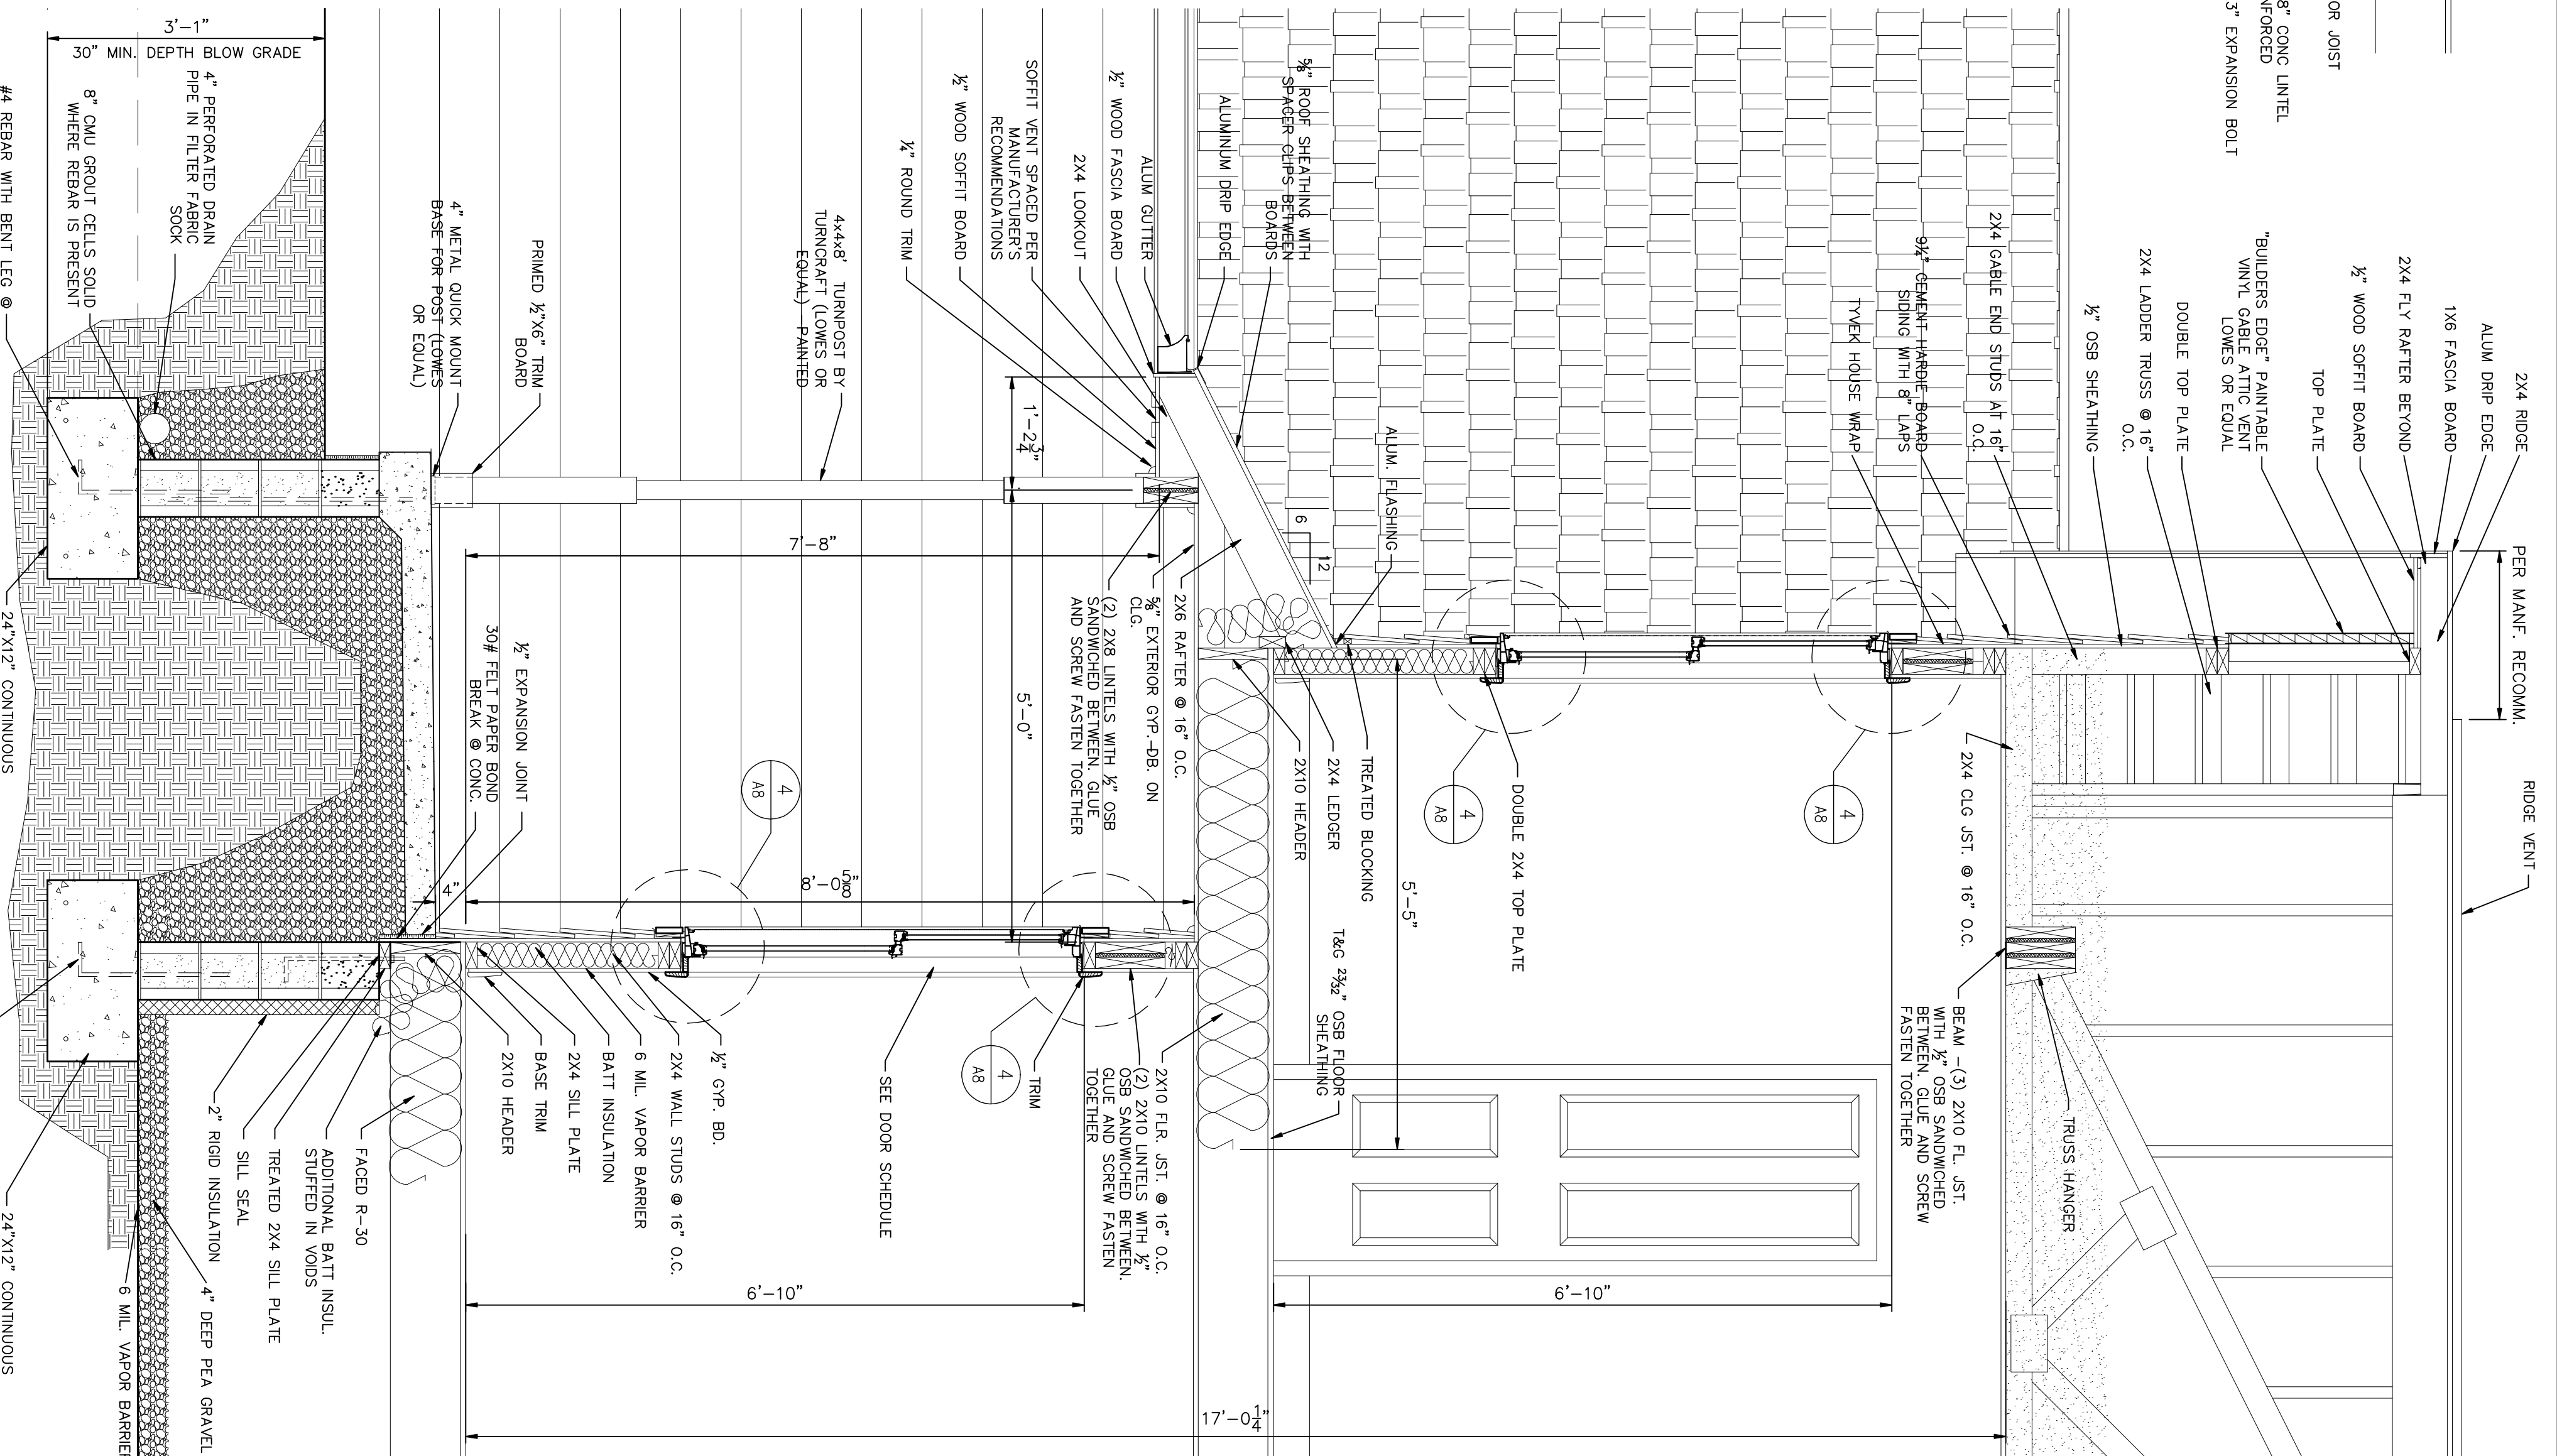 2X4 RIDGE
ALUM DRIP EDGE
1X6 FASCIA BOARD
2X4 FLY RAFTER BEYOND
½" WOOD SOFFIT BOARD
TOP PLATE
"BUILDERS EDGE" PAINTABLE
VINYL GABLE ATTIC VENT
LOWES OR EQUAL
DOUBLE TOP PLATE
2X4 LADDER TRUSS @ 16"
O.C.
½" OSB SHEATHING
2X4 GABLE END STUDS AT 16"
O.C.
9¼" CEMENT HARDIE BOARD
SIDING WITH 8" LAPS
TYVEK HOUSE WRAP
PER MANF. RECOMM.
RIDGE VENT
OR JOIST
8" CONC LINTEL
NFORCED
3" EXPANSION BOLT
⅝" ROOF SHEATHING WITH
SPACER CLIPS BETWEEN
BOARDS
ALUMINUM DRIP EDGE
ALUM GUTTER
½" WOOD FASCIA BOARD
2X4 LOOKOUT
SOFFIT VENT SPACED PER
MANUFACTURER'S
RECOMMENDATIONS
½" WOOD SOFFIT BOARD
¼" ROUND TRIM
4x4x8' TURNPOST BY
TURNCRAFT (LOWES OR
EQUAL)-PAINTED
PRIMED ½"X6" TRIM
BOARD
4" METAL QUICK MOUNT
BASE FOR POST (LOWES
OR EQUAL)
3'-1"
30" MIN. DEPTH BLOW GRADE
4" PERFORATED DRAIN
PIPE IN FILTER FABRIC
SOCK
8" CMU GROUT CELLS SOLID
WHERE REBAR IS PRESENT
#4 REBAR WITH BENT LEG @
ALUM. FLASHING
12
6
1'-2¾"
7'-8"
5'-0"
2X6 RAFTER @ 16" O.C.
⅝" EXTERIOR GYP.-DB. ON
CLG.
(2) 2X8 LINTELS WITH ½" OSB
SANDWICHED BETWEEN. GLUE
AND SCREW FASTEN TOGETHER
½" EXPANSION JOINT
30# FELT PAPER BOND
BREAK @ CONC.
24"X12" CONTINUOUS
2X4 CLG JST. @ 16" O.C.
4
A8
4
A8
DOUBLE 2X4 TOP PLATE
TREATED BLOCKING
2X4 LEDGER
2X10 HEADER
5'-5"
4
A8
8'-0⅝"
4"
BEAM -(3) 2X10 FL. JST.
WITH ½" OSB SANDWICHED
BETWEEN. GLUE AND SCREW
FASTEN TOGETHER
TRUSS HANGER
T&G 23/32" OSB FLOOR
SHEATHING
2X10 FLR. JST. @ 16" O.C.
(2) 2X10 LINTELS WITH ½"
OSB SANDWICHED BETWEEN.
GLUE AND SCREW FASTEN
TOGETHER
TRIM
4
A8
SEE DOOR SCHEDULE
½" GYP. BD.
2X4 WALL STUDS @ 16" O.C.
6 MIL. VAPOR BARRIER
BATT INSULATION
2X4 SILL PLATE
BASE TRIM
2X10 HEADER
FACED R-30
ADDITIONAL BATT INSUL.
STUFFED IN VOIDS
TREATED 2X4 SILL PLATE
SILL SEAL
2" RIGID INSULATION
4" DEEP PEA GRAVEL
6 MIL. VAPOR BARRIER
24"X12" CONTINUOUS
6'-10"
6'-10"
17'-0¼"